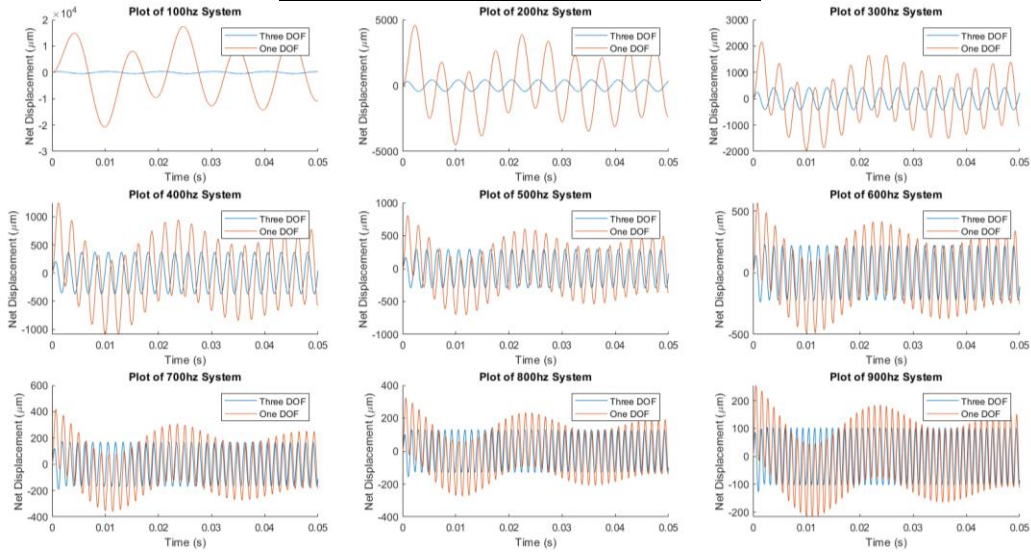 Plot of 100hz System
×10⁴
2
1
0
-1
-2
-3
Net Displacement (μm)
0 0.01 0.02 0.03 0.04 0.05
Time (s)
Three DOF
One DOF
Plot of 200hz System
5000
0
-5000
Net Displacement (μm)
0 0.01 0.02 0.03 0.04 0.05
Time (s)
Three DOF
One DOF
Plot of 300hz System
3000
2000
1000
0
-1000
-2000
Net Displacement (μm)
0 0.01 0.02 0.03 0.04 0.05
Time (s)
Three DOF
One DOF
Plot of 400hz System
1000
500
0
-500
-1000
Net Displacement (μm)
0 0.01 0.02 0.03 0.04 0.05
Time (s)
Three DOF
One DOF
Plot of 500hz System
1000
500
0
-500
-1000
Net Displacement (μm)
0 0.01 0.02 0.03 0.04 0.05
Time (s)
Three DOF
One DOF
Plot of 600hz System
500
0
-500
Net Displacement (μm)
0 0.01 0.02 0.03 0.04 0.05
Time (s)
Three DOF
One DOF
Plot of 700hz System
600
400
200
0
-200
-400
Net Displacement (μm)
0 0.01 0.02 0.03 0.04 0.05
Time (s)
Three DOF
One DOF
Plot of 800hz System
400
200
0
-200
-400
Net Displacement (μm)
0 0.01 0.02 0.03 0.04 0.05
Time (s)
Three DOF
One DOF
Plot of 900hz System
200
100
0
-100
-200
Net Displacement (μm)
0 0.01 0.02 0.03 0.04 0.05
Time (s)
Three DOF
One DOF